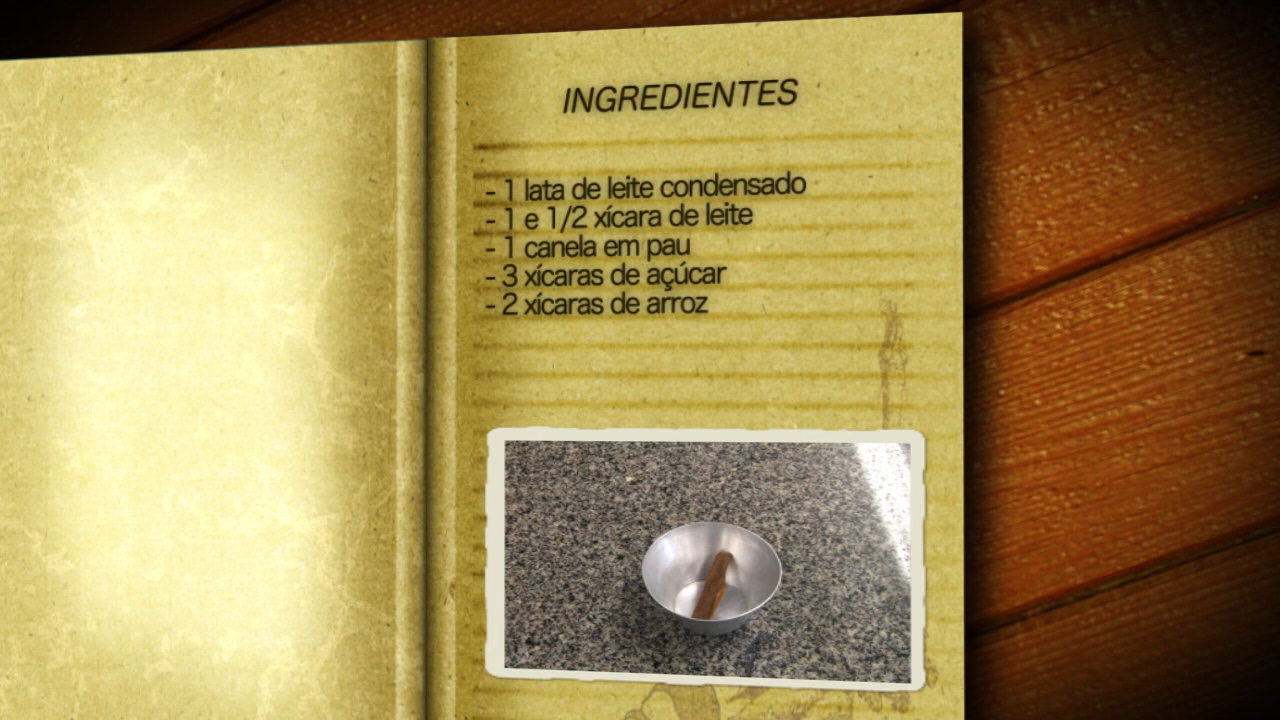 INGREDIENTES
- 1 lata de leite condensado
- 1 e 1/2 xícara de leite
- 1 canela em pau
- 3 xícaras de açúcar
- 2 xícaras de arroz